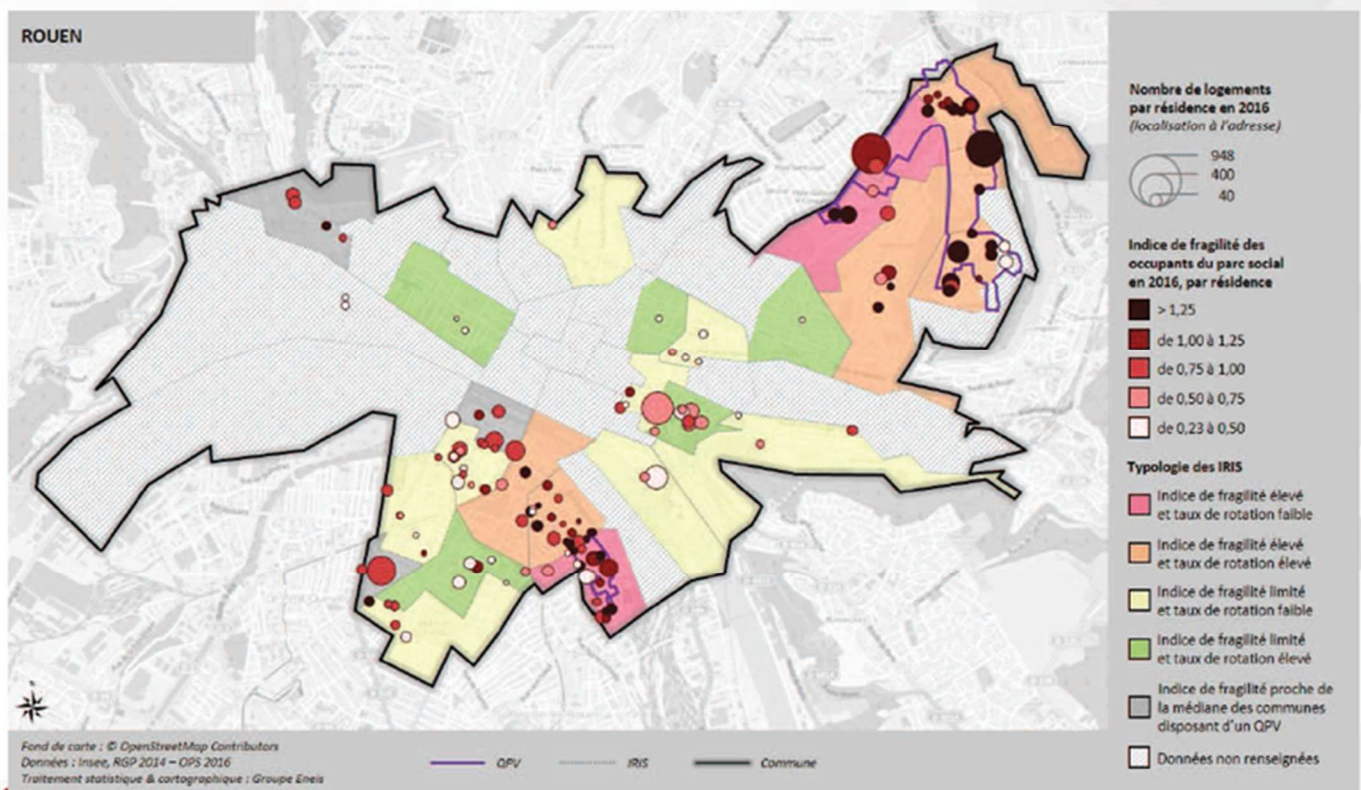 ROUEN
Nombre de logements
par résidence en 2016
(localisation à l'adresse)
948
400
40
Indice de fragilité des
occupants du parc social
en 2016, par résidence
> 1,25
de 1,00 à 1,25
de 0,75 à 1,00
de 0,50 à 0,75
de 0,23 à 0,50
Typologie des IRIS
Indice de fragilité élevé
et taux de rotation faible
Indice de fragilité élevé
et taux de rotation élevé
Indice de fragilité limité
et taux de rotation faible
Indice de fragilité limité
et taux de rotation élevé
Indice de fragilité proche de
la médiane des communes
disposant d'un QPV
Données non renseignées
Fond de carte : © OpenStreetMap Contributors
Données : Insee, RGP 2014 – OPS 2016
Traitement statistique & cartographique : Groupe Eneis
QPV
IRIS
Commune